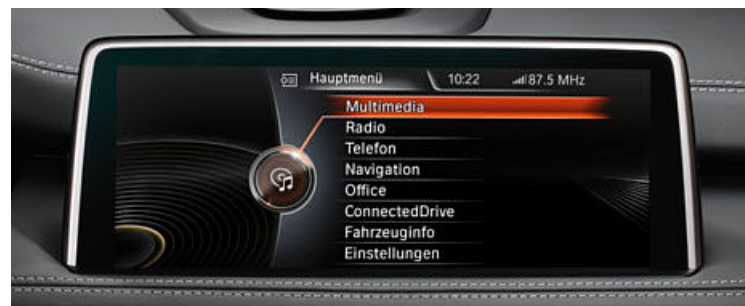 Hauptmenü 10:22 87.5 MHz
Multimedia
Radio
Telefon
Navigation
Office
ConnectedDrive
Fahrzeuginfo
Einstellungen